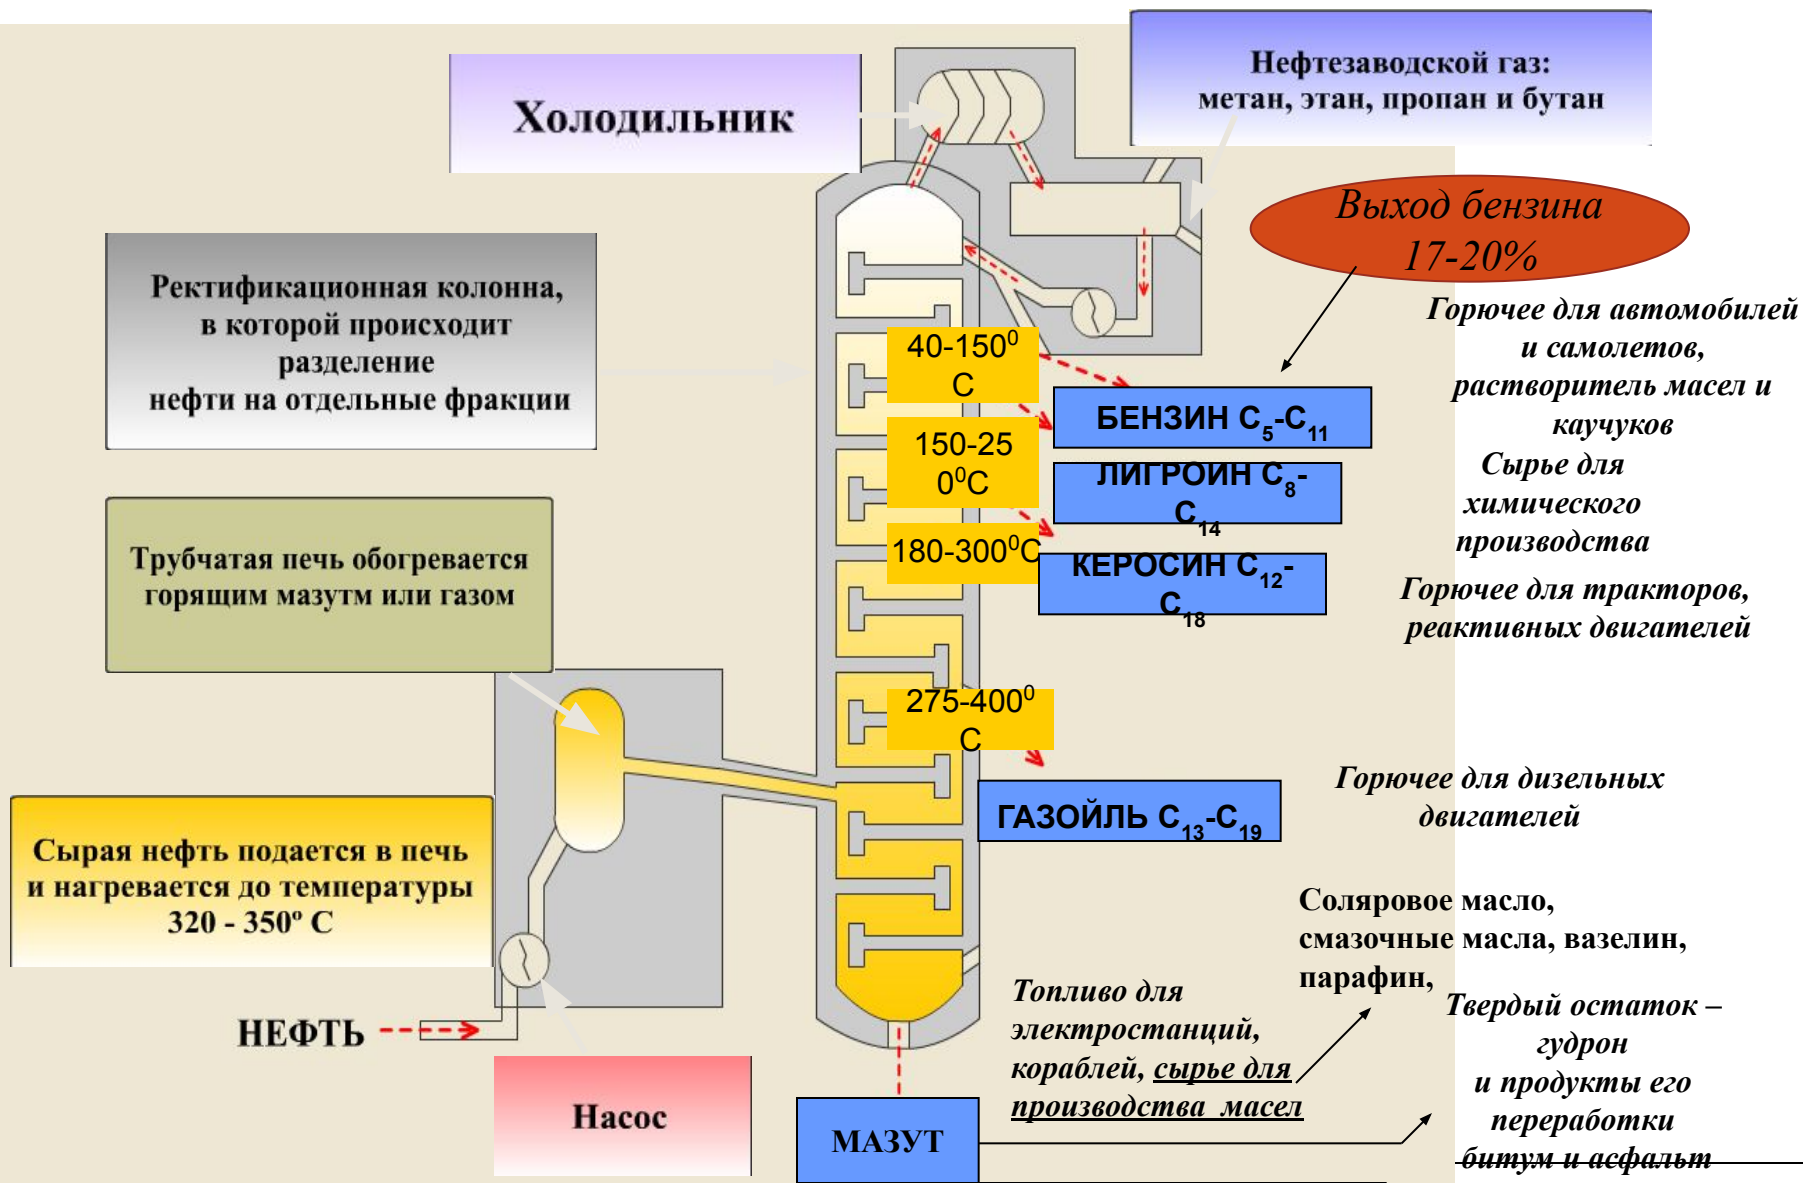 Холодильник
Нефтезаводской газ:
метан, этан, пропан и бутан
Выход бензина
17-20%
Ректификационная колонна,
в которой происходит
разделение
нефти на отдельные фракции
Горючее для автомобилей
и самолетов,
растворитель масел и
каучуков
40-150⁰
С
БЕНЗИН С₅-С₁₁
150-25
0⁰С
ЛИГРОИН С₈-
С₁₄
Сырье для
химического
производства
180-300⁰С
КЕРОСИН С₁₂-
С₁₈
Горючее для тракторов,
реактивных двигателей
Трубчатая печь обогревается
горящим мазутм или газом
275-400⁰
С
ГАЗОЙЛЬ С₁₃-С₁₉
Горючее для дизельных
двигателей
Сырая нефть подается в печь
и нагревается до температуры
320 - 350º С
Соляровое масло,
смазочные масла, вазелин,
парафин,
НЕФТЬ
Насос
Топливо для
электростанций,
кораблей, сырье для
производства масел
Твердый остаток –
гудрон
и продукты его
переработки
битум и асфальт
МАЗУТ